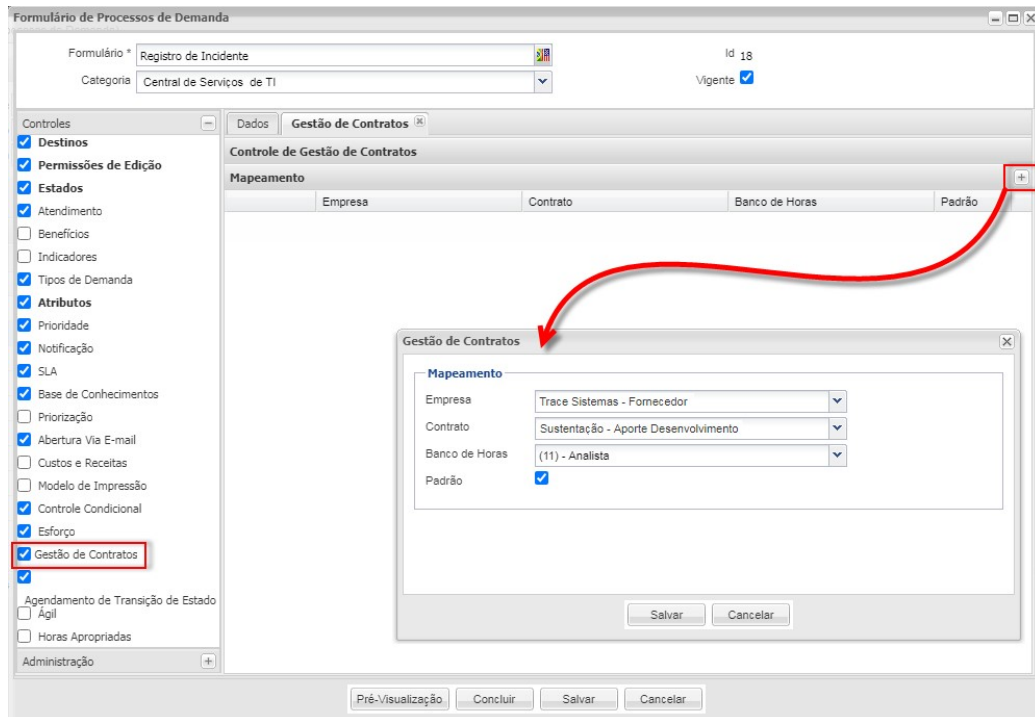 Formulário de Processos de Demanda
Formulário * Registro de Incidente Id 18
Categoria Central de Serviços de TI Vigente
Controles
Destinos
Permissões de Edição
Estados
Atendimento
Benefícios
Indicadores
Tipos de Demanda
Atributos
Prioridade
Notificação
SLA
Base de Conhecimentos
Priorização
Abertura Via E-mail
Custos e Receitas
Modelo de Impressão
Controle Condicional
Esforço
Gestão de Contratos
Agendamento de Transição de Estado
Ágil
Horas Apropriadas
Administração
Dados Gestão de Contratos
Controle de Gestão de Contratos
Mapeamento
Empresa Contrato Banco de Horas Padrão
Gestão de Contratos
Mapeamento
Empresa Trace Sistemas - Fornecedor
Contrato Sustentação - Aporte Desenvolvimento
Banco de Horas (11) - Analista
Padrão
Salvar Cancelar
Pré-Visualização Concluir Salvar Cancelar